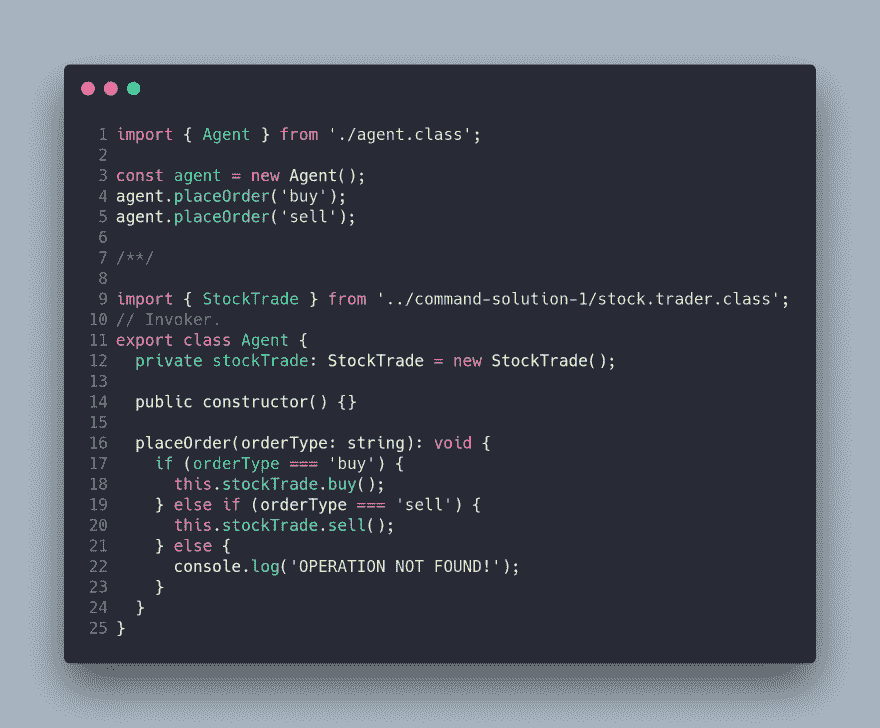 1 import { Agent } from './agent.class';
2
3 const agent = new Agent();
4 agent.placeOrder('buy');
5 agent.placeOrder('sell');
6
7 /**/
8
9 import { StockTrade } from '../command-solution-1/stock.trader.class';
10 // Invoker.
11 export class Agent {
12   private stockTrade: StockTrade = new StockTrade();
13
14   public constructor() {}
15
16   placeOrder(orderType: string): void {
17     if (orderType === 'buy') {
18       this.stockTrade.buy();
19     } else if (orderType === 'sell') {
20       this.stockTrade.sell();
21     } else {
22       console.log('OPERATION NOT FOUND!');
23     }
24   }
25 }